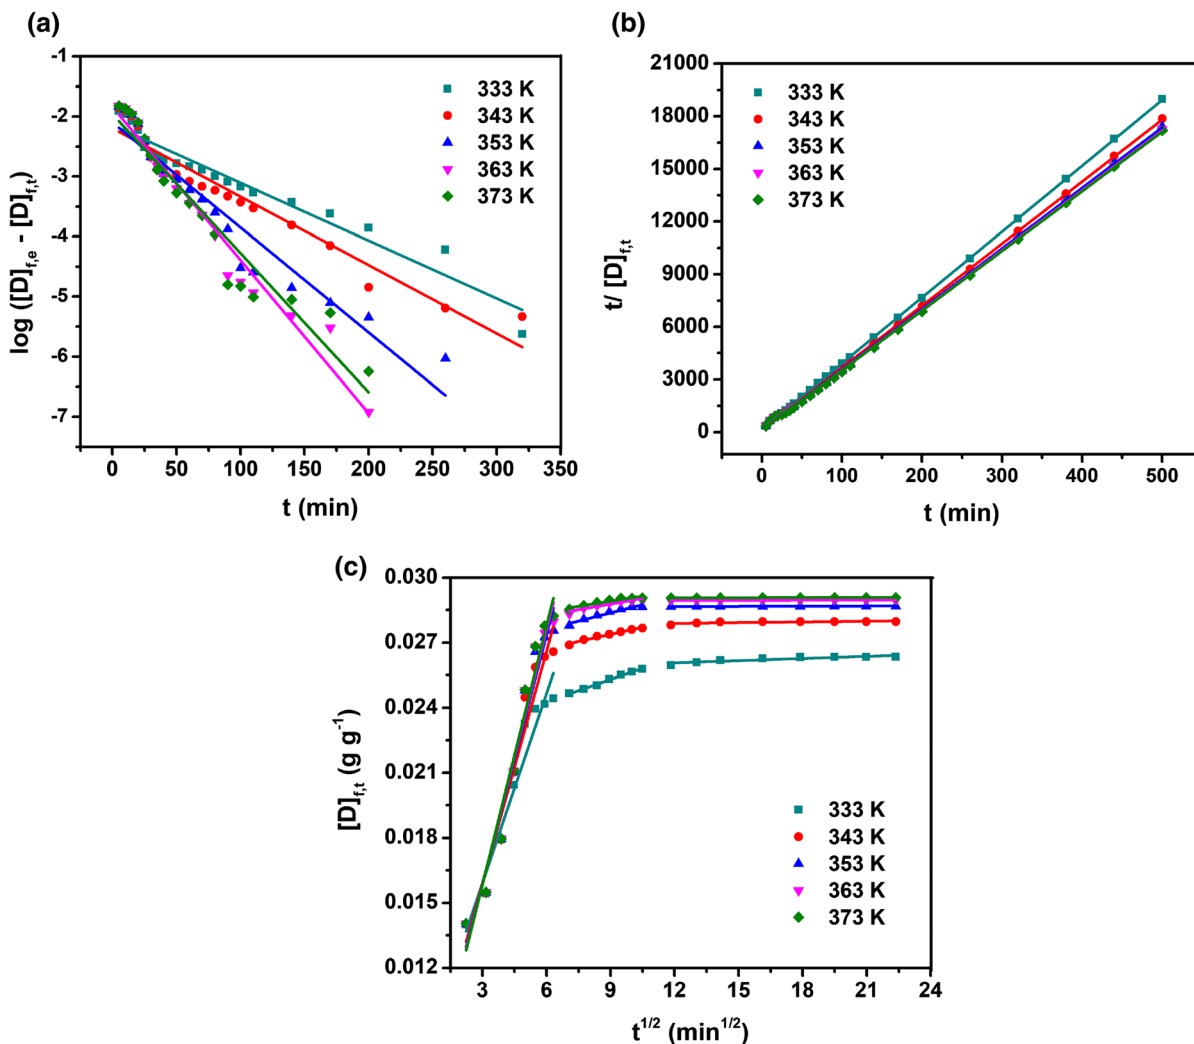 (a)
-1
-2
-3
-4
-5
-6
-7
0 50 100 150 200 250 300 350
t (min)
log ([D]f,e - [D]f,t)
333 K
343 K
353 K
363 K
373 K
(b)
21000
18000
15000
12000
9000
6000
3000
0
0 100 200 300 400 500
t (min)
t/ [D]f,t
333 K
343 K
353 K
363 K
373 K
(c)
0.030
0.027
0.024
0.021
0.018
0.015
0.012
3 6 9 12 15 18 21 24
t1/2 (min1/2)
[D]f,t (g g-1)
333 K
343 K
353 K
363 K
373 K